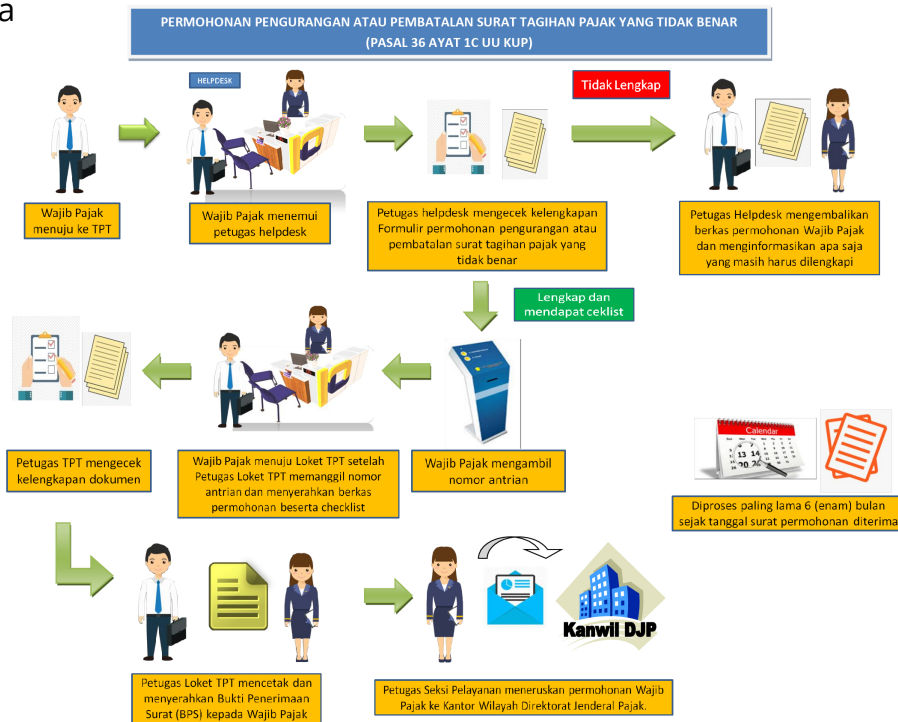 a
PERMOHONAN PENGURANGAN ATAU PEMBATALAN SURAT TAGIHAN PAJAK YANG TIDAK BENAR
(PASAL 36 AYAT 1C UU KUP)
HELPDESK
Tidak Lengkap
Wajib Pajak
menuju ke TPT
Wajib Pajak menemui
petugas helpdesk
Petugas helpdesk mengecek kelengkapan
Formulir permohonan pengurangan atau
pembatalan surat tagihan pajak yang
tidak benar
Petugas Helpdesk mengembalikan
berkas permohonan Wajib Pajak
dan menginformasikan apa saja
yang masih harus dilengkapi
Lengkap dan
mendapat ceklist
Petugas TPT mengecek
kelengkapan dokumen
Wajib Pajak menuju Loket TPT setelah
Petugas Loket TPT memanggil nomor
antrian dan menyerahkan berkas
permohonan beserta checklist
Wajib Pajak mengambil
nomor antrian
Calendar
13 14
20
Diproses paling lama 6 (enam) bulan
sejak tanggal surat permohonan diterima
Kanwil DJP
Petugas Loket TPT mencetak dan
menyerahkan Bukti Penerimaan
Surat (BPS) kepada Wajib Pajak
Petugas Seksi Pelayanan meneruskan permohonan Wajib
Pajak ke Kantor Wilayah Direktorat Jenderal Pajak.